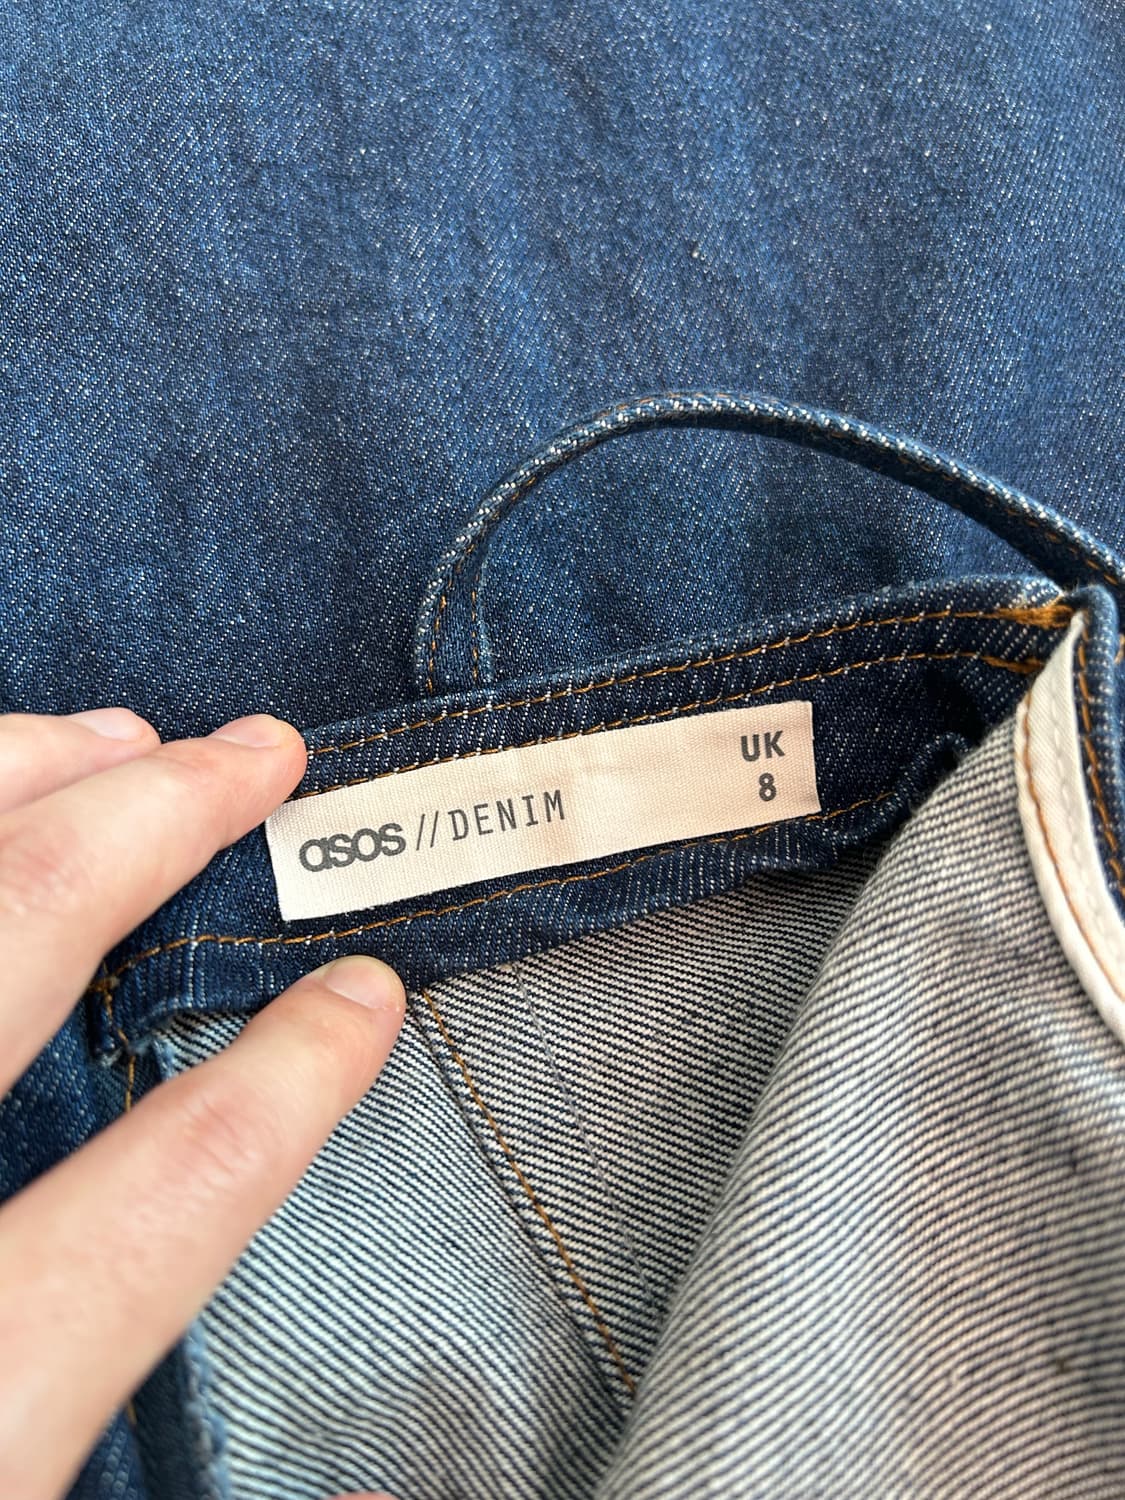 asos // DENIM
UK
8